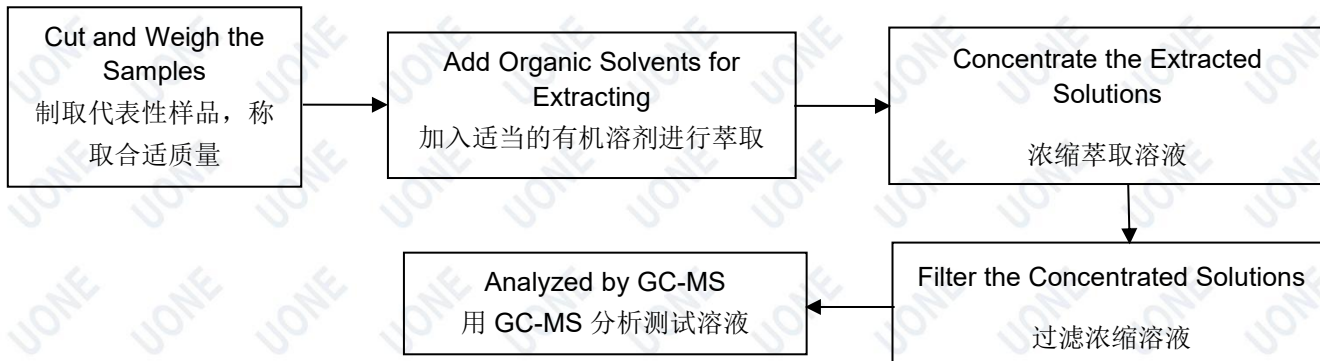 Cut and Weigh the
Samples
制取代表性样品，称
取合适质量
Add Organic Solvents for
Extracting
加入适当的有机溶剂进行萃取
Concentrate the Extracted
Solutions
浓缩萃取溶液
Filter the Concentrated Solutions
过滤浓缩溶液
Analyzed by GC-MS
用 GC-MS 分析测试溶液
UONE